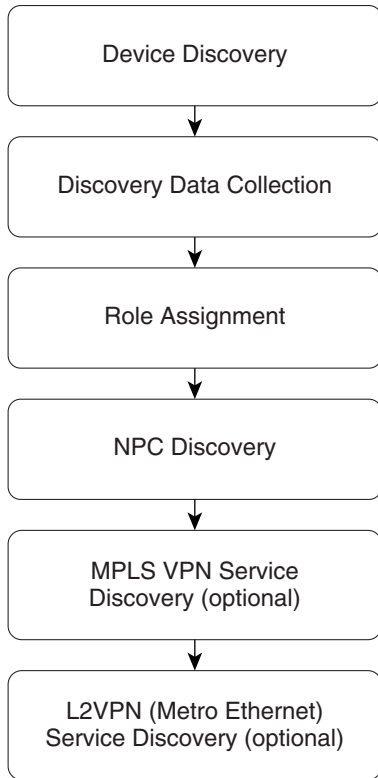 Device Discovery
Discovery Data Collection
Role Assignment
NPC Discovery
MPLS VPN Service
Discovery (optional)
L2VPN (Metro Ethernet)
Service Discovery (optional)